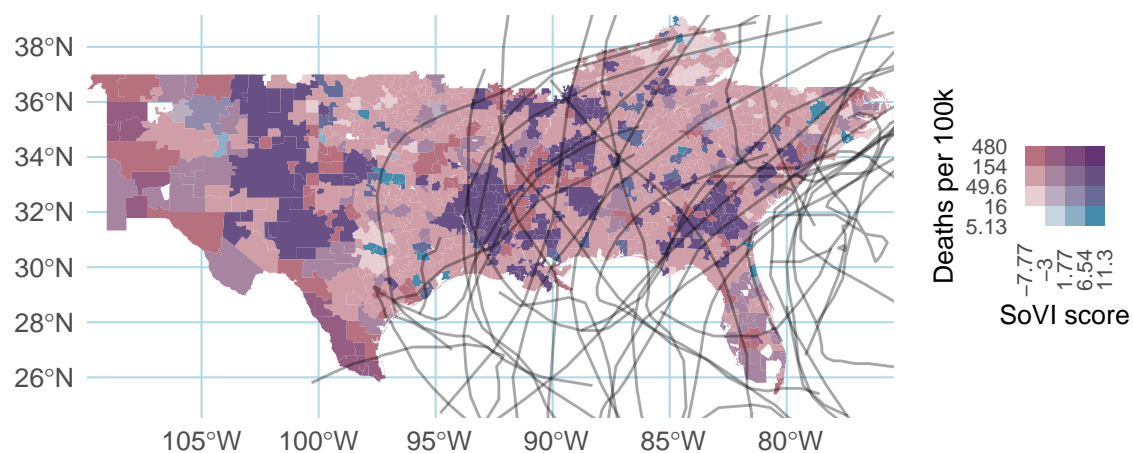 38°N
36°N
34°N
32°N
30°N
28°N
26°N
105°W 100°W 95°W 90°W 85°W 80°W
Deaths per 100k
480
154
49.6
16
5.13
−7.77
−3
1.77
6.54
11.3
SoVI score